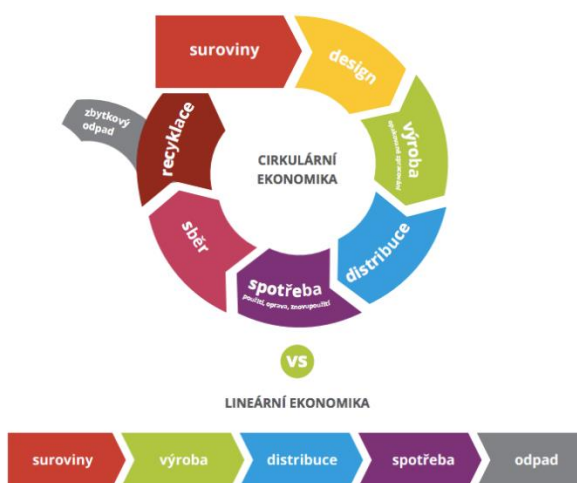 suroviny
design
výroba
distribuce
spotřeba
použití, oprava, znovupoužití
sběr
recyklace
zbytkový
odpad
CIRKULÁRNÍ
EKONOMIKA
VS
LINEÁRNÍ EKONOMIKA
suroviny
výroba
distribuce
spotřeba
odpad